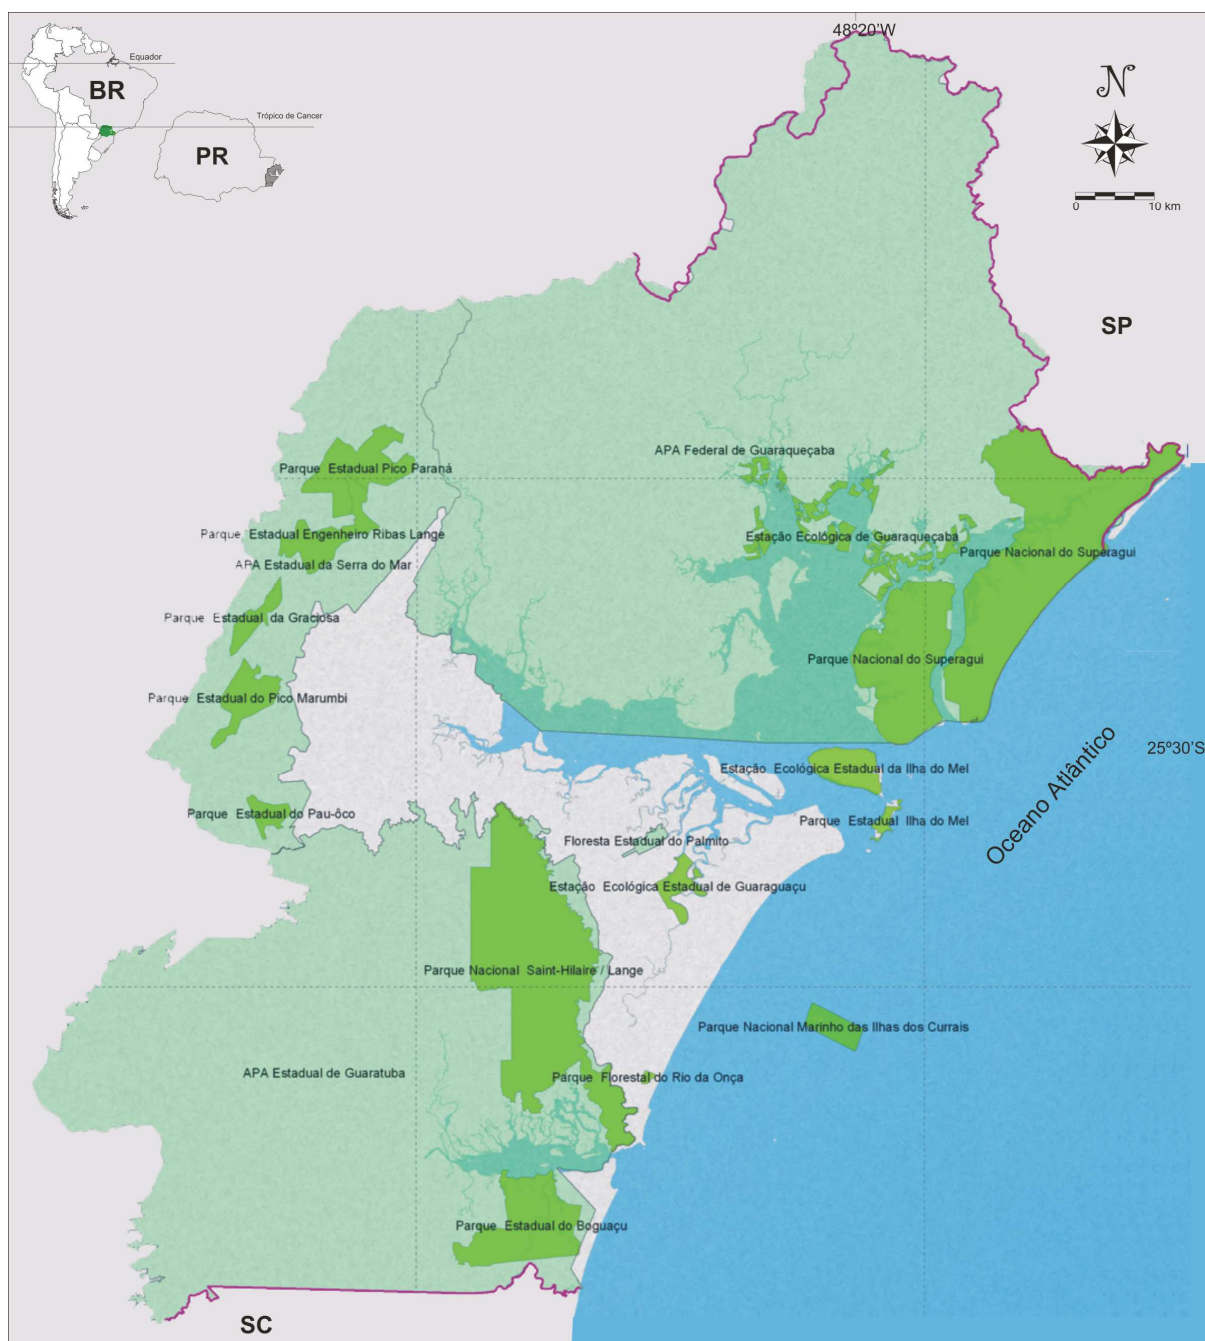 48º20'W
N
Equador
BR
Trópico de Cancer
PR
0 10 km
SP
APA Federal de Guaraqueçaba
Parque Estadual Pico Paraná
Parque Estadual Engenheiro Ribas Lange
Estação Ecológica de Guaraqueçaba
Parque Nacional do Superagui
APA Estadual da Serra do Mar
Parque Estadual da Graciosa
Parque Nacional do Superagui
Parque Estadual do Pico Marumbi
25º30'S
Estação Ecológica Estadual da Ilha do Mel
Oceano Atlântico
Parque Estadual do Pau-ôco
Parque Estadual Ilha do Mel
Floresta Estadual do Palmito
Estação Ecológica Estadual de Guaraguaçu
Parque Nacional Saint-Hilaire / Lange
Parque Nacional Marinho das Ilhas dos Currais
APA Estadual de Guaratuba
Parque Florestal do Rio da Onça
Parque Estadual do Boguaçu
SC